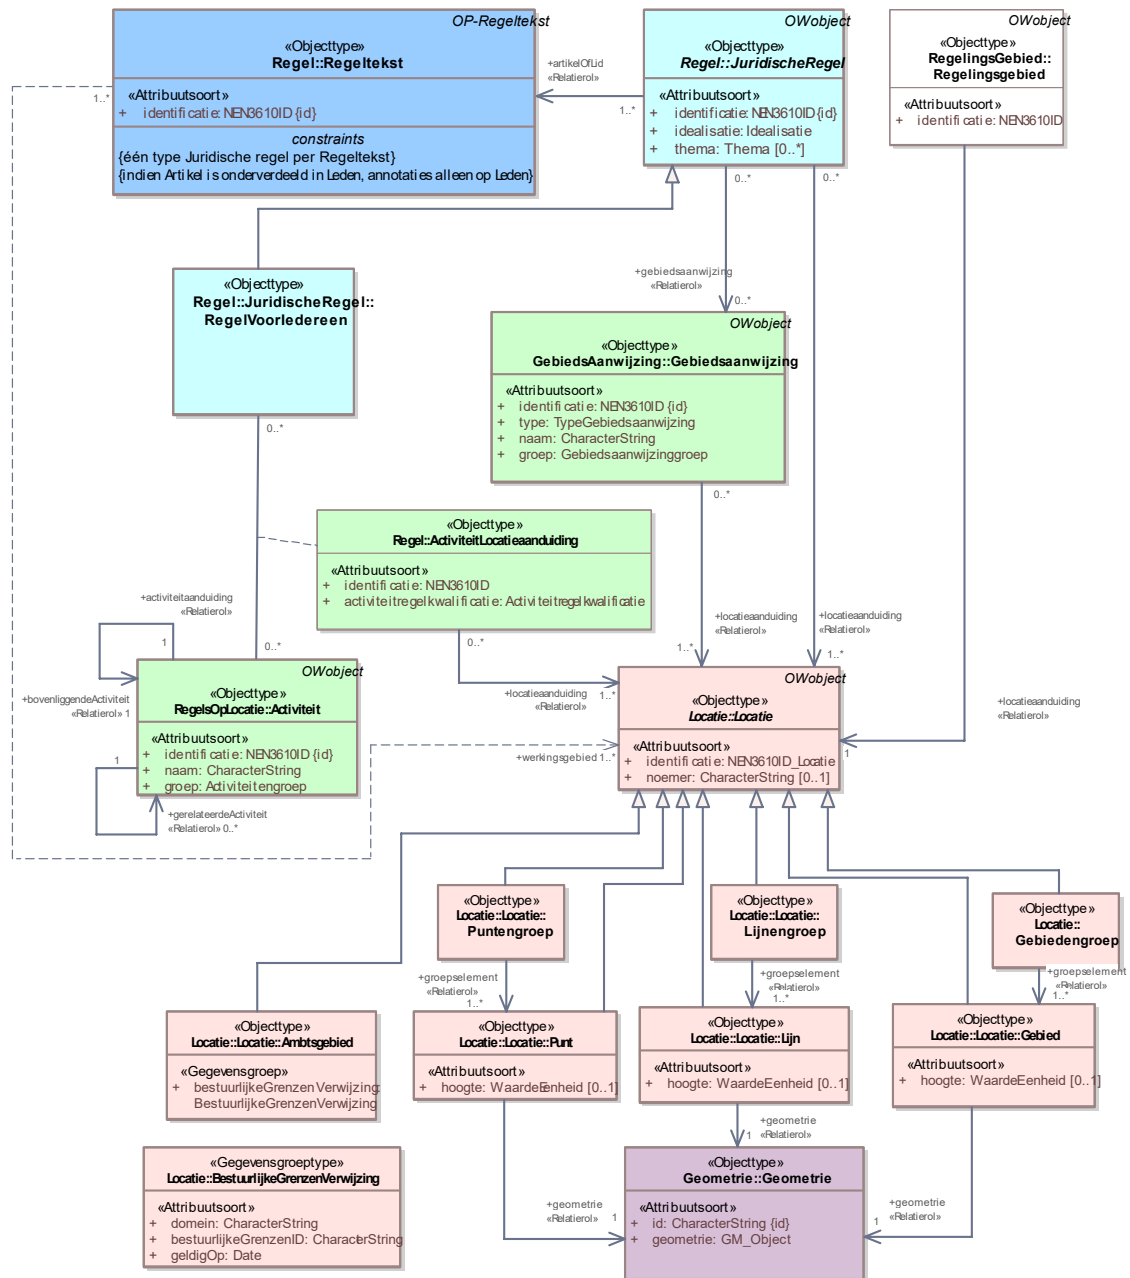 OP-Regeltekst
«Objecttype»
Regel::Regeltekst
«Attribuutsoort»
+ identificatie: NEN3610ID {id}
constraints
{één type Juridische regel per Regeltekst}
{indien Artikel is onderverdeeld in Leden, annotaties alleen op Leden}
1..*
+artikelOfLid
«Relatierol»
1..*
OWobject
«Objecttype»
Regel::JuridischeRegel
«Attribuutsoort»
+ identificatie: NEN3610ID{id}
+ idealisatie: Idealisatie
+ thema: Thema [0..*]
OWobject
«Objecttype»
RegelingsGebied::
Regelingsgebied
«Attribuutsoort»
+ identificatie: NEN3610ID
0..*
0..*
«Objecttype»
Regel::JuridischeRegel::
RegelVoorIedereen
0..*
+gebiedsaanwijzing
«Relatierol»
0..*
OWobject
«Objecttype»
GebiedsAanwijzing::Gebiedsaanwijzing
«Attribuutsoort»
+ identificatie: NEN3610ID {id}
+ type: TypeGebiedsaanwijzing
+ naam: CharacterString
+ groep: Gebiedsaanwijzinggroep
0..*
«Objecttype»
Regel::ActiviteitLocatieaanduiding
«Attribuutsoort»
+ identificatie: NEN3610ID
+ activiteitregelkwalificatie: Activiteitregelkwalificatie
0..*
+activiteitaanduiding
«Relatierol»
0..*
1
+bovenliggendeActiviteit
«Relatierol» 1
OWobject
«Objecttype»
RegelsOpLocatie::Activiteit
«Attribuutsoort»
+ identificatie: NEN3610ID {id}
+ naam: CharacterString
+ groep: Activiteitengroep
1
+gerelateerdeActiviteit
«Relatierol» 0..*
+locatieaanduiding
«Relatierol»
1..*
+locatieaanduiding
«Relatierol»
1..*
+locatieaanduiding
«Relatierol»
1..*
+locatieaanduiding
«Relatierol»
1
+werkingsgebied 1..*
OWobject
«Objecttype»
Locatie::Locatie
«Attribuutsoort»
+ identificatie: NEN3610ID_Locatie
+ noemer: CharacterString [0..1]
«Objecttype»
Locatie::Locatie::
Puntengroep
«Objecttype»
Locatie::Locatie::
Lijnengroep
«Objecttype»
Locatie::
Gebiedengroep
+groepselement
«Relatierol»
1..*
+groepselement
«Relatierol»
1..*
+groepselement
«Relatierol»
1..*
«Objecttype»
Locatie::Locatie::Ambtsgebied
«Gegevensgroep»
+ bestuurlijkeGrenzenVerwijzing:
BestuurlijkeGrenzenVerwijzing
«Objecttype»
Locatie::Locatie::Punt
«Attribuutsoort»
+ hoogte: WaardeEenheid [0..1]
«Objecttype»
Locatie::Locatie::Lijn
«Attribuutsoort»
+ hoogte: WaardeEenheid [0..1]
«Objecttype»
Locatie::Locatie::Gebied
«Attribuutsoort»
+ hoogte: WaardeEenheid [0..1]
+geometrie
«Relatierol»
1
+geometrie
«Relatierol»
1
+geometrie
«Relatierol»
1
«Gegevensgroeptype»
Locatie::BestuurlijkeGrenzenVerwijzing
«Attribuutsoort»
+ domein: CharacterString
+ bestuurlijkeGrenzenID: CharacterString
+ geldigOp: Date
«Objecttype»
Geometrie::Geometrie
«Attribuutsoort»
+ id: CharacterString {id}
+ geometrie: GM_Object